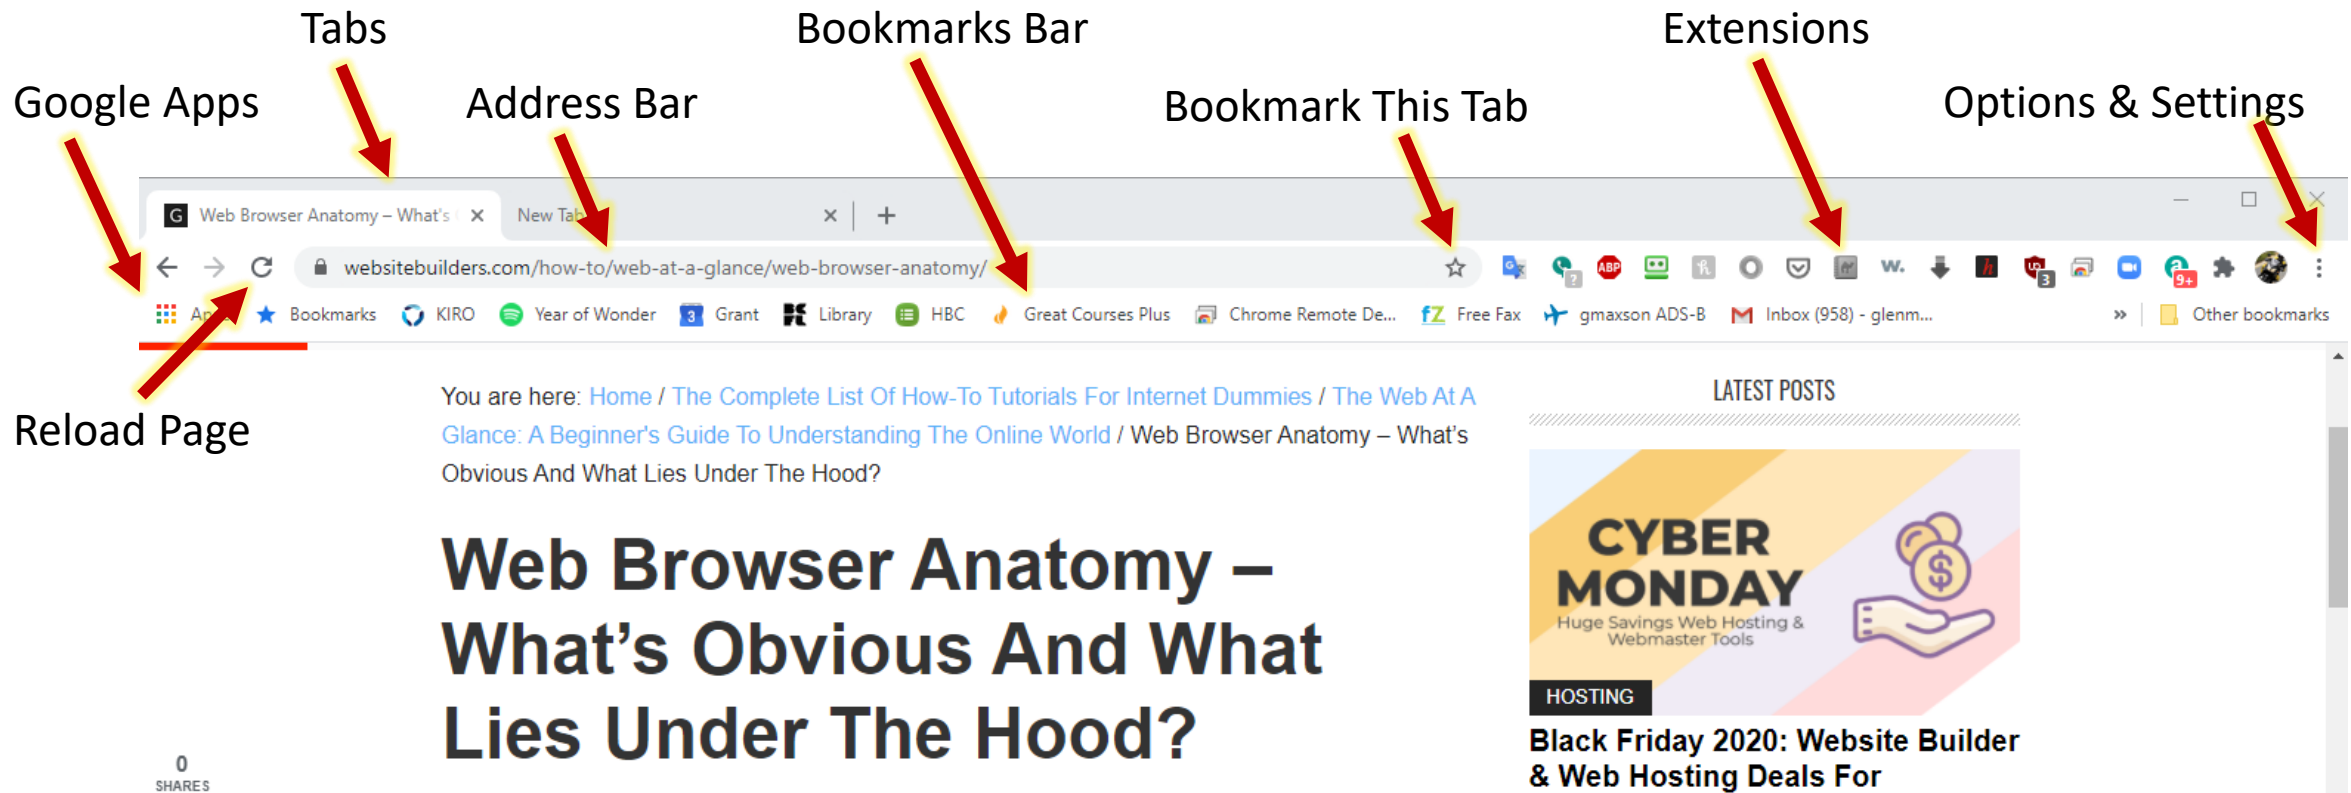 Tabs
Bookmarks Bar
Extensions
Google Apps
Address Bar
Bookmark This Tab
Options & Settings
G Web Browser Anatomy – What's
New Tab
websitebuilders.com/how-to/web-at-a-glance/web-browser-anatomy/
ABP
w.
3
9+
Bookmarks KIRO Year of Wonder 3 Grant Library HBC Great Courses Plus Chrome Remote De... fZ Free Fax gmaxson ADS-B Inbox (958) - glenm... » Other bookmarks
Reload Page
You are here: Home / The Complete List Of How-To Tutorials For Internet Dummies / The Web At A
Glance: A Beginner's Guide To Understanding The Online World / Web Browser Anatomy – What's
Obvious And What Lies Under The Hood?
LATEST POSTS
Web Browser Anatomy –
What's Obvious And What
Lies Under The Hood?
CYBER
MONDAY
Huge Savings Web Hosting &
Webmaster Tools
HOSTING
Black Friday 2020: Website Builder
& Web Hosting Deals For
0
SHARES